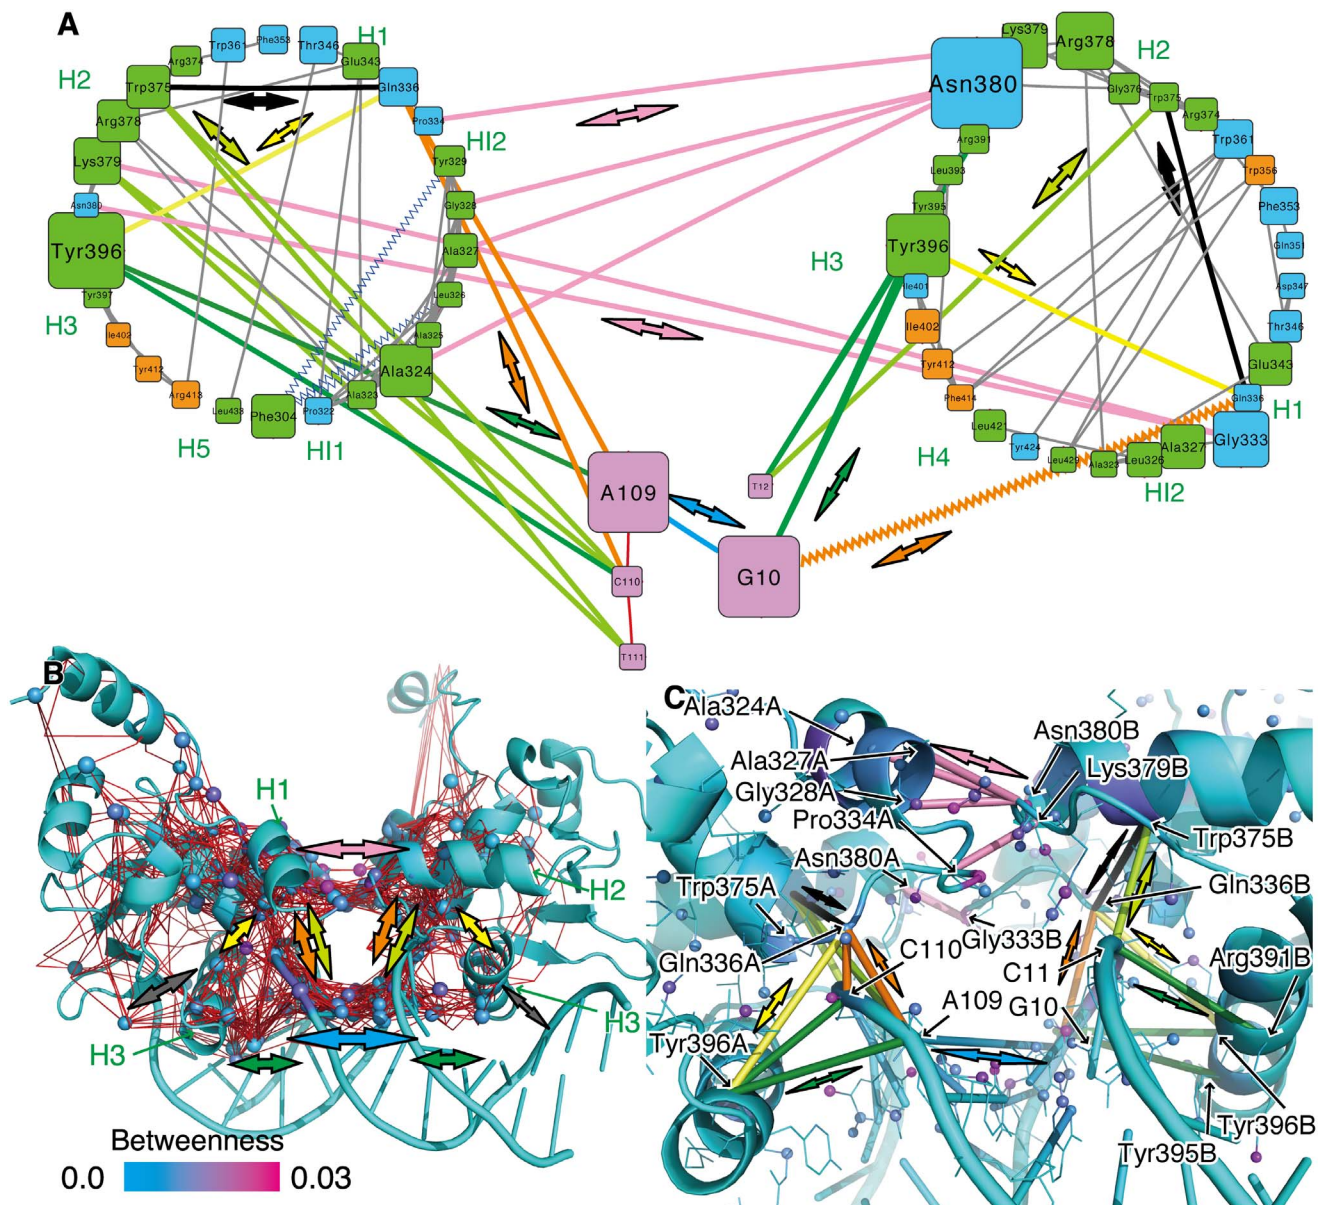 A
H1
Trp361
Phe353
Thr346
Arg374
Glu343
H2
Trp375
Gln336
Arg378
Pro334
HI2
Lys379
Tyr329
Asn380
Gly328
Tyr396
Ala327
Tyr397
Leu326
H3
Ile402
Ala325
Tyr412
Ala324
Arg413
Ala323
Leu433
Phe304
Pro322
H5
HI1
Lys379
Arg378
H2
Asn380
Gly376
Trp375
Arg374
Arg391
Trp361
Leu393
Trp356
Tyr395
Phe353
Tyr396
Gln351
H3
Ile401
Asp347
Ile402
Thr346
Tyr412
Glu343
Phe414
Gln336
H1
Leu421
Gly333
Tyr424
Ala327
H4
Leu429
Ala323
Leu326
HI2
A109
T12
G10
C110
T111
B
H1
H2
H3
H3
Betweenness
0.0
0.03
C
Ala324A
Asn380B
Ala327A
Lys379B
Gly328A
Pro334A
Trp375B
Asn380A
Trp375A
Gln336B
Gly333B
C110
Gln336A
C11
Arg391B
A109
G10
Tyr396A
Tyr396B
Tyr395B